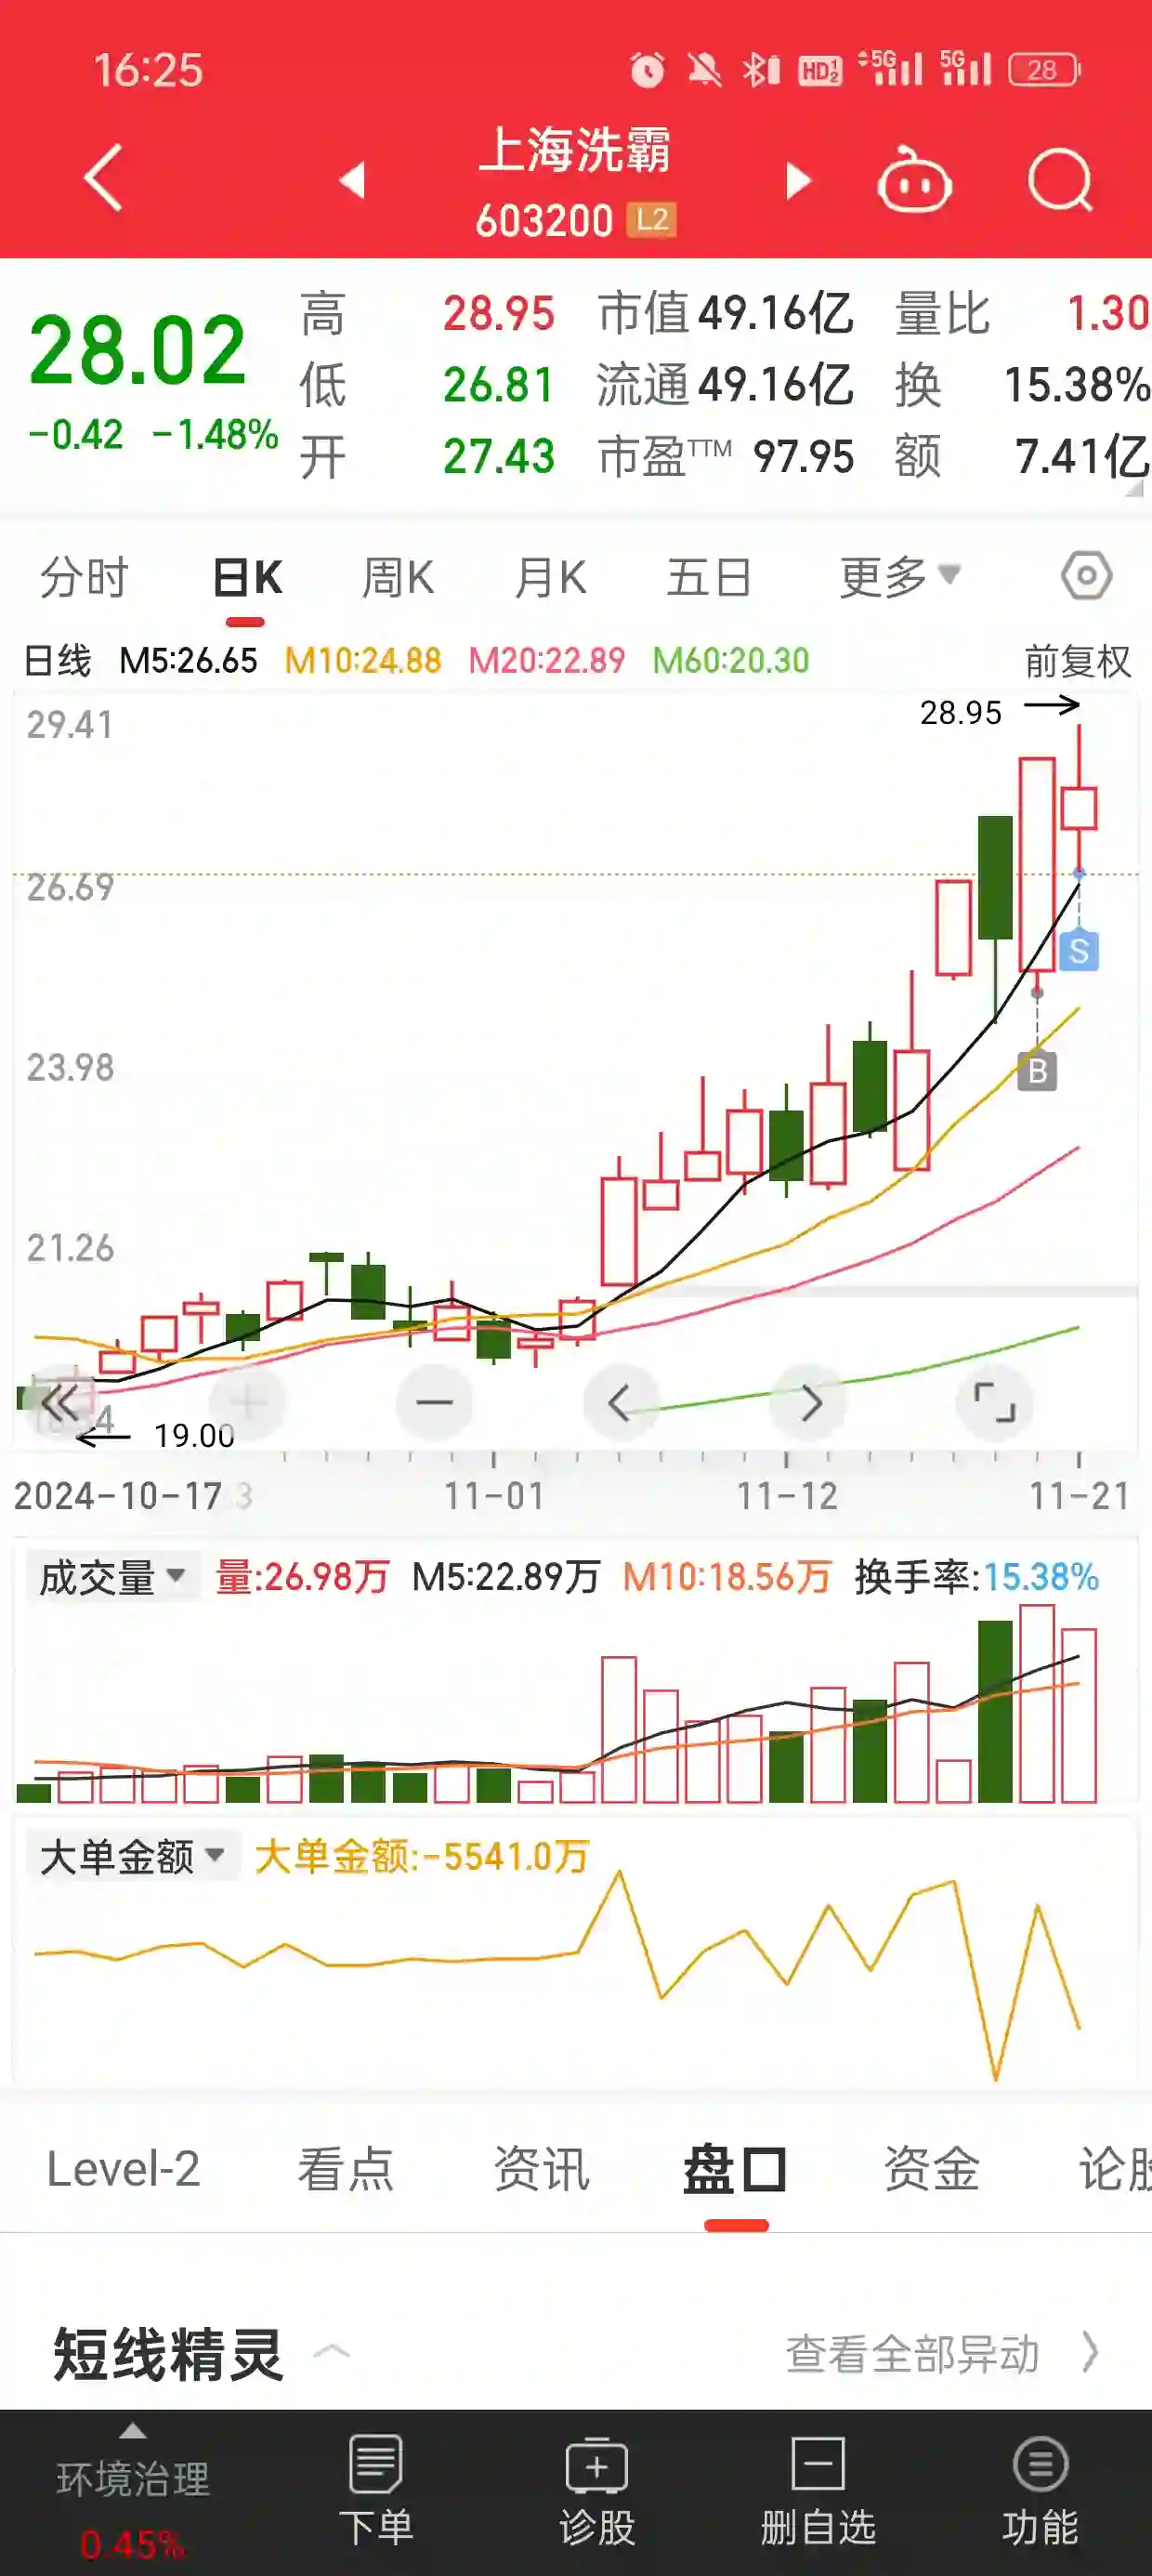 16:25
HD 1 2 5G 5G 28
上海洗霸
603200 L2
28.02
-0.42 -1.48%
高 28.95 市值 49.16亿 量比 1.30
低 26.81 流通 49.16亿 换 15.38%
开 27.43 市盈TTM 97.95 额 7.41亿
分时 日K 周K 月K 五日 更多
日线 M5:26.65 M10:24.88 M20:22.89 M60:20.30 前复权
28.95
29.41
26.69
S
23.98
B
21.26
19.00
2024-10-17 11-01 11-12 11-21
成交量 量:26.98万 M5:22.89万 M10:18.56万 换手率:15.38%
大单金额 大单金额:-5541.0万
Level-2 看点 资讯 盘口 资金 论股
短线精灵 查看全部异动
环境治理
0.45%
下单 诊股 删自选 功能